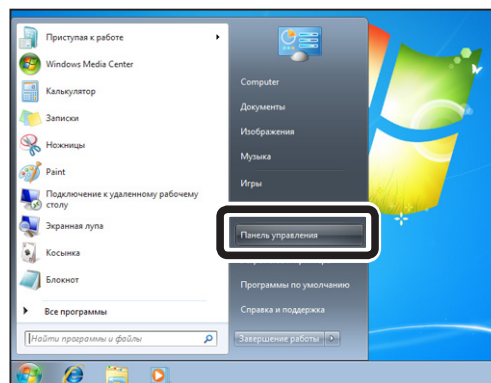 Приступая к работе
Windows Media Center
Калькулятор
Записки
Ножницы
Paint
Подключение к удаленному рабочему
столу
Экранная лупа
Косынка
Блокнот
Все программы
Найти программы и файлы
Computer
Документы
Изображения
Музыка
Игры
Панель управления
Программы по умолчанию
Справка и поддержка
Завершение работы